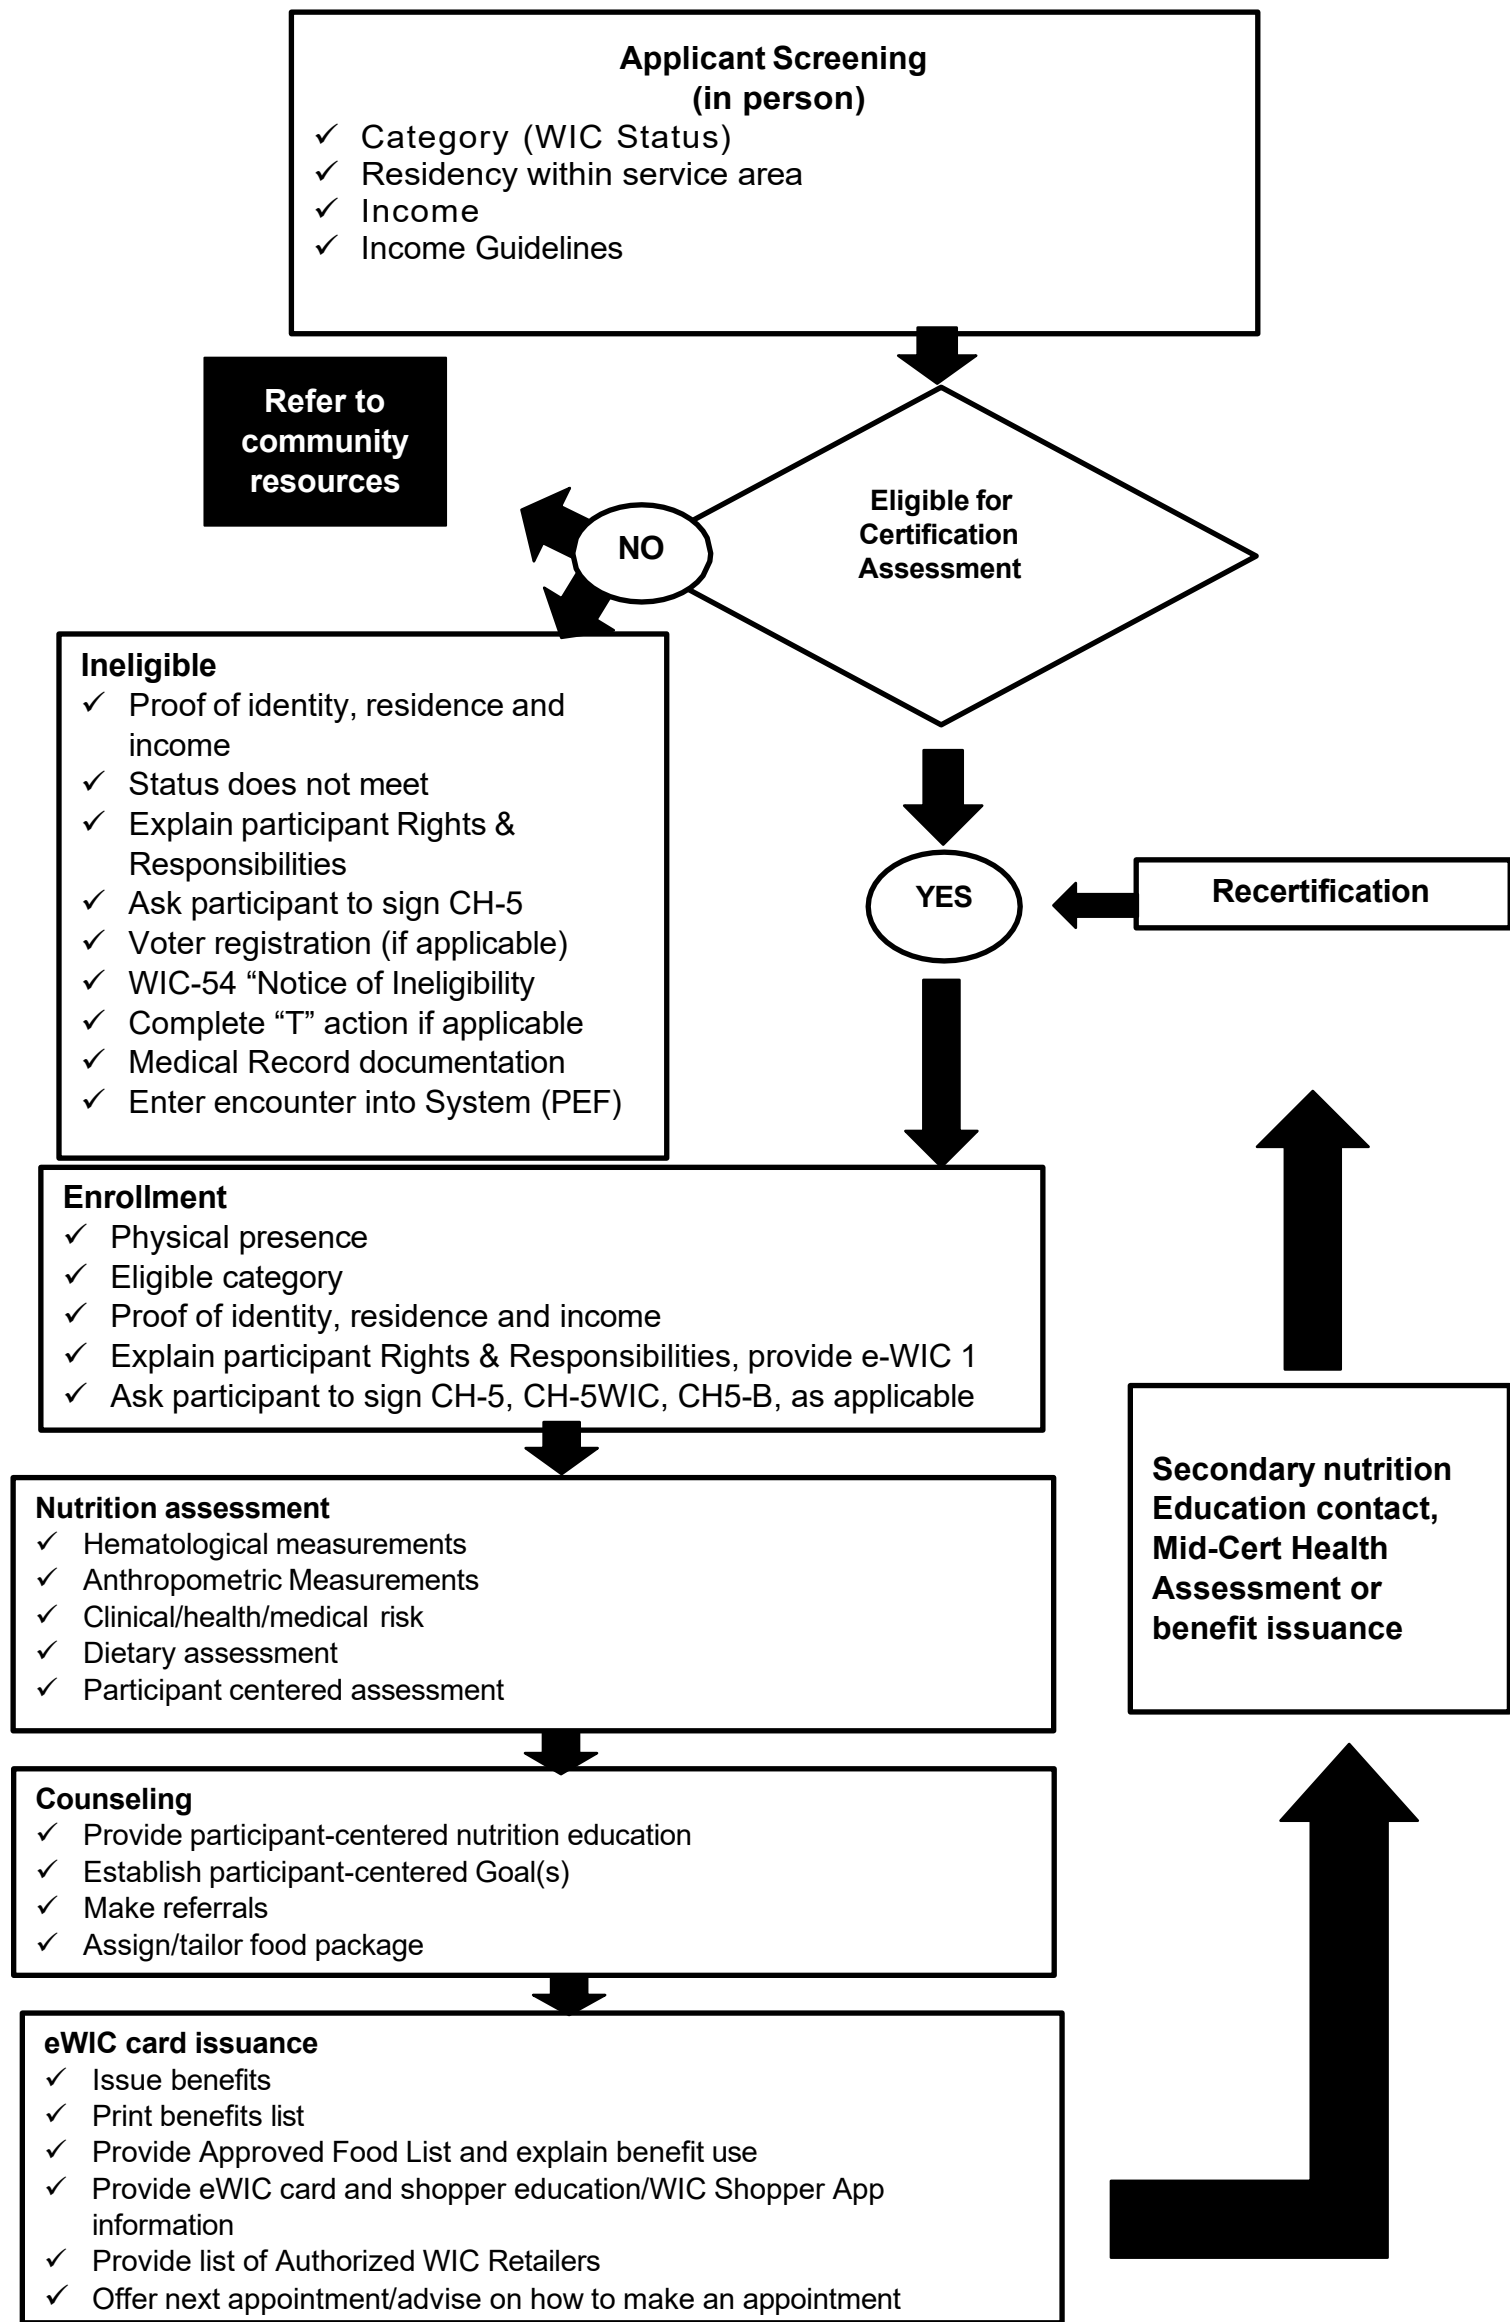 Applicant Screening
(in person)
✓ Category (WIC Status)
✓ Residency within service area
✓ Income
✓ Income Guidelines
Refer to
community
resources
Eligible for
Certification
Assessment
NO
Ineligible
✓ Proof of identity, residence and
income
✓ Status does not meet
✓ Explain participant Rights &
Responsibilities
✓ Ask participant to sign CH-5
✓ Voter registration (if applicable)
✓ WIC-54 “Notice of Ineligibility
✓ Complete “T” action if applicable
✓ Medical Record documentation
✓ Enter encounter into System (PEF)
YES
Recertification
Enrollment
✓ Physical presence
✓ Eligible category
✓ Proof of identity, residence and income
✓ Explain participant Rights & Responsibilities, provide e-WIC 1
✓ Ask participant to sign CH-5, CH-5WIC, CH5-B, as applicable
Nutrition assessment
✓ Hematological measurements
✓ Anthropometric Measurements
✓ Clinical/health/medical risk
✓ Dietary assessment
✓ Participant centered assessment
Secondary nutrition
Education contact,
Mid-Cert Health
Assessment or
benefit issuance
Counseling
✓ Provide participant-centered nutrition education
✓ Establish participant-centered Goal(s)
✓ Make referrals
✓ Assign/tailor food package
eWIC card issuance
✓ Issue benefits
✓ Print benefits list
✓ Provide Approved Food List and explain benefit use
✓ Provide eWIC card and shopper education/WIC Shopper App
information
✓ Provide list of Authorized WIC Retailers
✓ Offer next appointment/advise on how to make an appointment